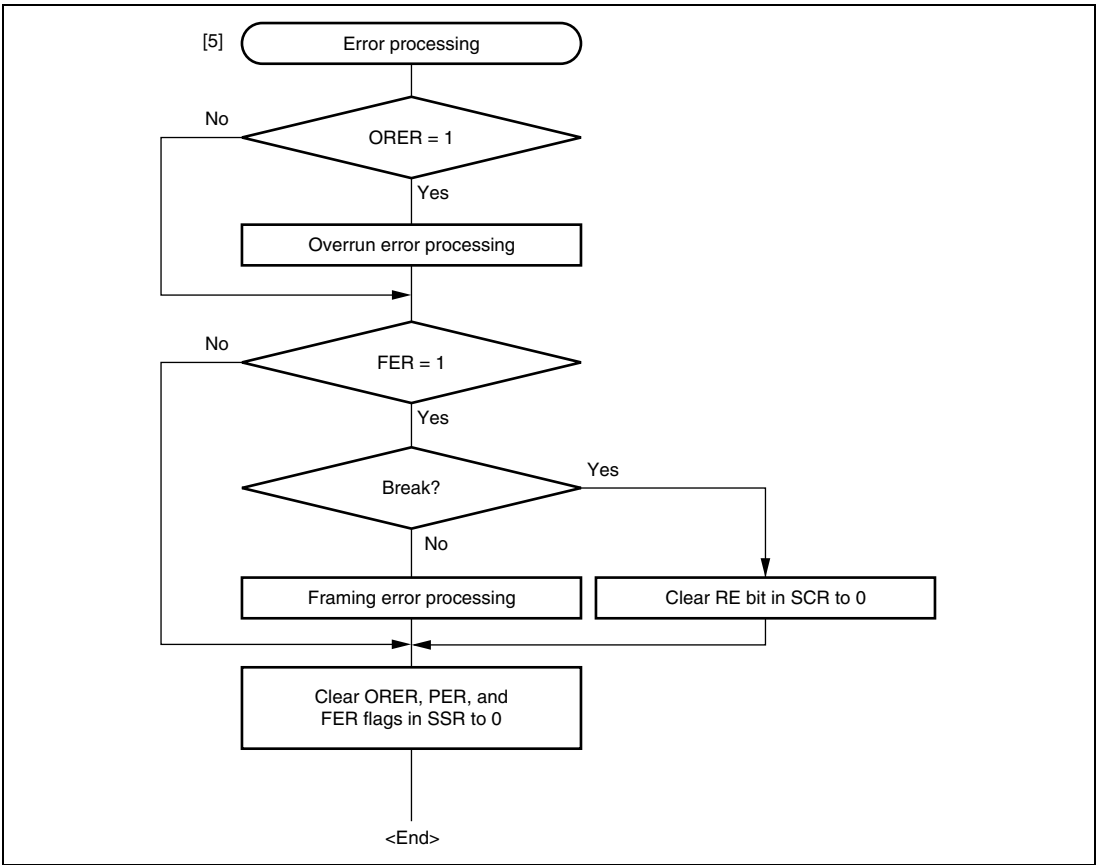 [5]
Error processing
No
ORER = 1
Yes
Overrun error processing
No
FER = 1
Yes
Yes
Break?
No
Framing error processing
Clear RE bit in SCR to 0
Clear ORER, PER, and
FER flags in SSR to 0
<End>